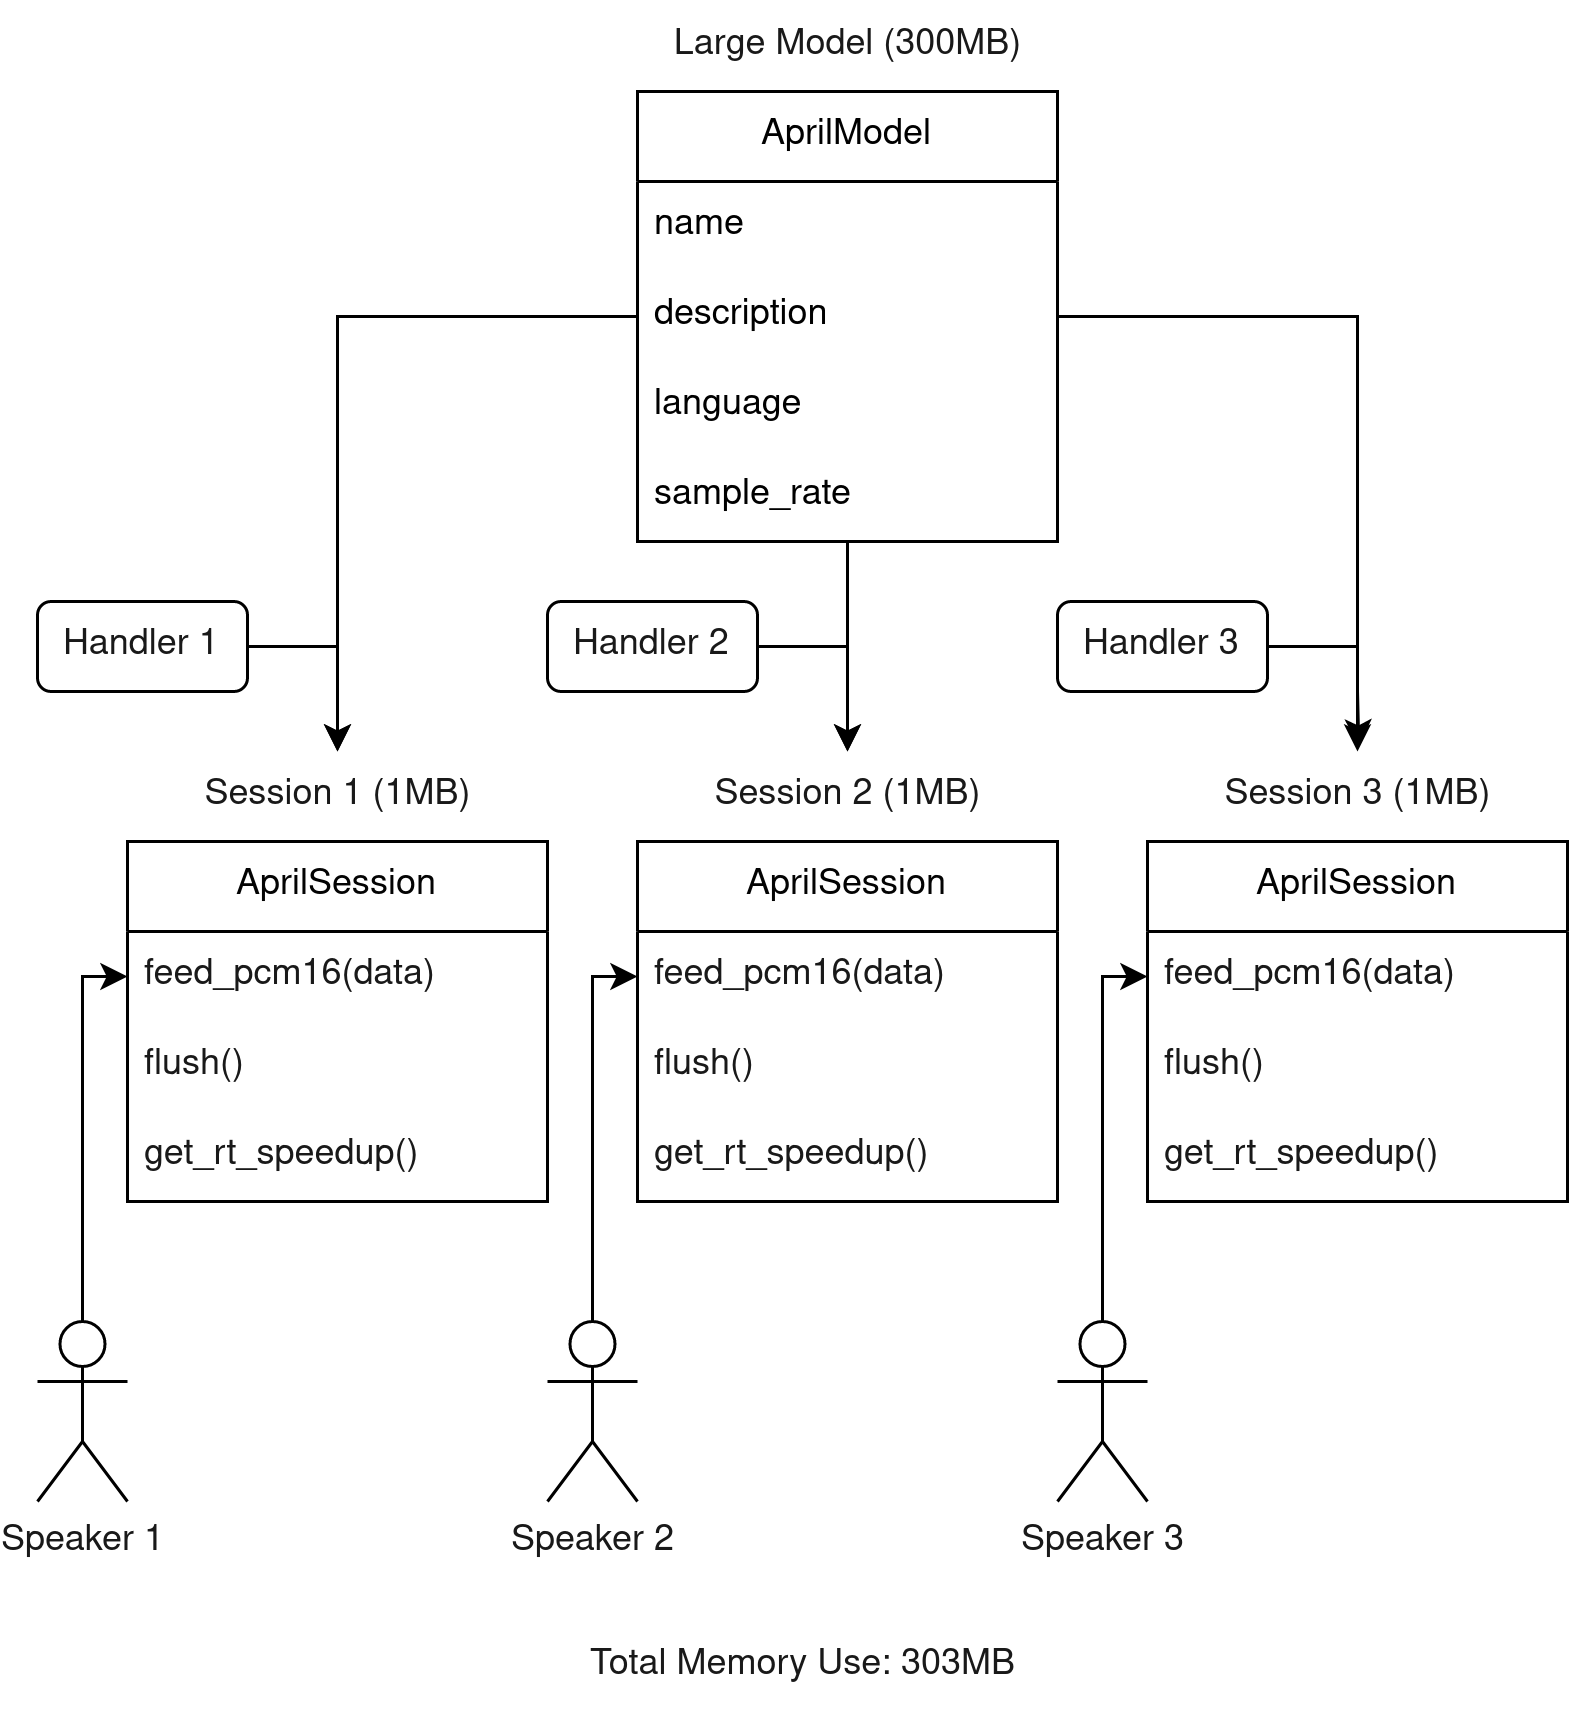 Large Model (300MB)
AprilModel
name
description
language
sample_rate
Handler 1
Handler 2
Handler 3
Session 1 (1MB)
Session 2 (1MB)
Session 3 (1MB)
AprilSession
feed_pcm16(data)
flush()
get_rt_speedup()
AprilSession
feed_pcm16(data)
flush()
get_rt_speedup()
AprilSession
feed_pcm16(data)
flush()
get_rt_speedup()
Speaker 1
Speaker 2
Speaker 3
Total Memory Use: 303MB